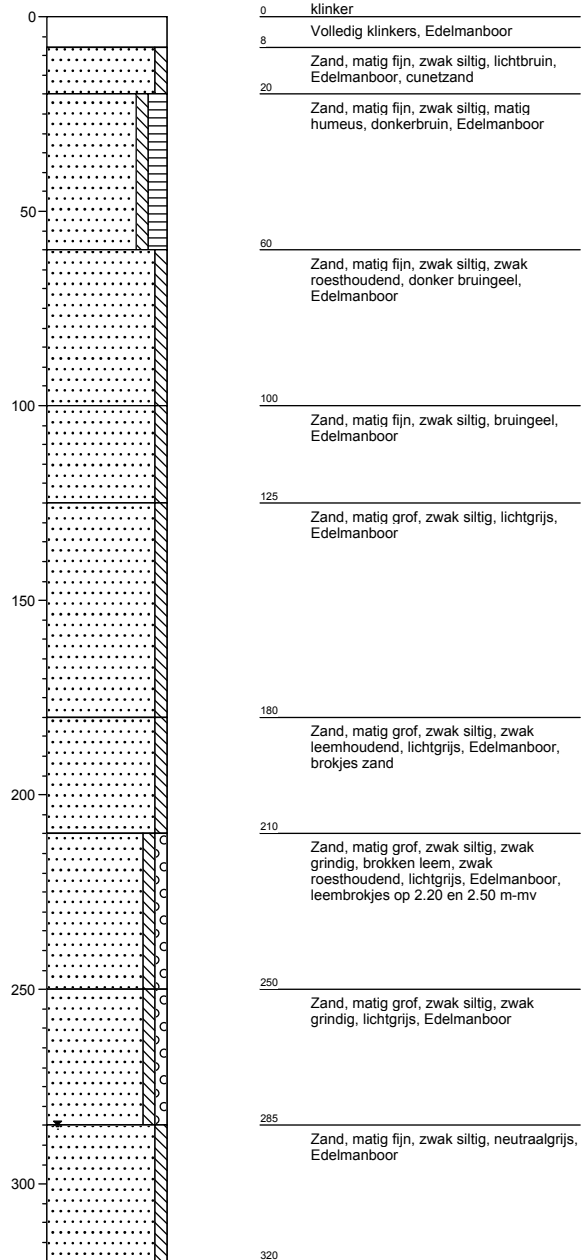 0
klinker
0
Volledig klinkers, Edelmanboor
8
Zand, matig fijn, zwak siltig, lichtbruin,
Edelmanboor, cunetzand
20
Zand, matig fijn, zwak siltig, matig
humeus, donkerbruin, Edelmanboor
50
60
Zand, matig fijn, zwak siltig, zwak
roesthoudend, donker bruingeel,
Edelmanboor
100
100
Zand, matig fijn, zwak siltig, bruingeel,
Edelmanboor
125
Zand, matig grof, zwak siltig, lichtgrijs,
Edelmanboor
150
180
Zand, matig grof, zwak siltig, zwak
leemhoudend, lichtgrijs, Edelmanboor,
brokjes zand
200
210
Zand, matig grof, zwak siltig, zwak
grindig, brokken leem, zwak
roesthoudend, lichtgrijs, Edelmanboor,
leembrokjes op 2.20 en 2.50 m-mv
250
250
Zand, matig grof, zwak siltig, zwak
grindig, lichtgrijs, Edelmanboor
285
Zand, matig fijn, zwak siltig, neutraalgrijs,
Edelmanboor
300
320